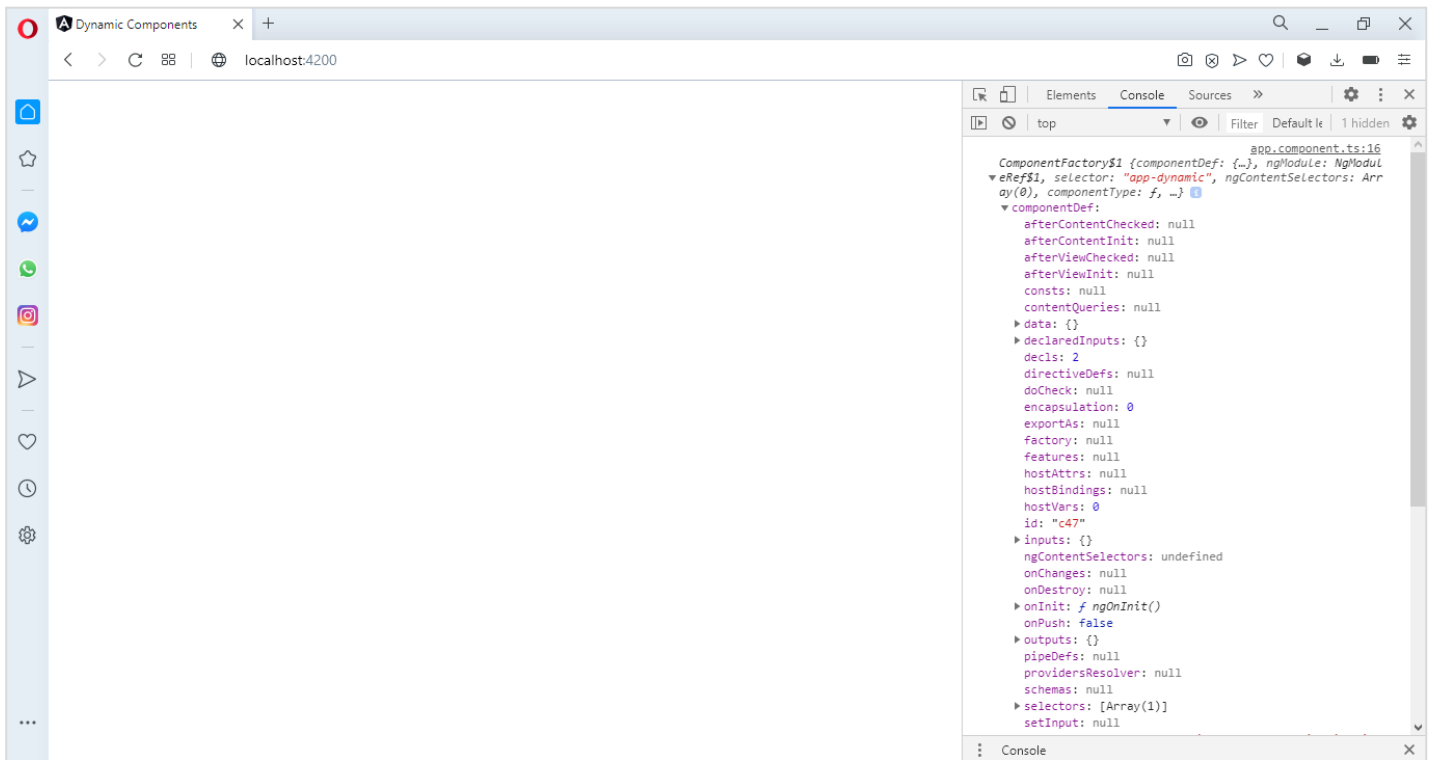 Dynamic Components
localhost:4200
Elements Console Sources »
top Filter Default le 1 hidden
app.component.ts:16
ComponentFactory$1 {componentDef: {…}, ngModule: NgModul
eRef$1, selector: "app-dynamic", ngContentSelectors: Arr
ay(0), componentType: ƒ, …} i
componentDef:
afterContentChecked: null
afterContentInit: null
afterViewChecked: null
afterViewInit: null
consts: null
contentQueries: null
data: {}
declaredInputs: {}
decls: 2
directiveDefs: null
doCheck: null
encapsulation: 0
exportAs: null
factory: null
features: null
hostAttrs: null
hostBindings: null
hostVars: 0
id: "c47"
inputs: {}
ngContentSelectors: undefined
onChanges: null
onDestroy: null
onInit: ƒ ngOnInit()
onPush: false
outputs: {}
pipeDefs: null
providersResolver: null
schemas: null
selectors: [Array(1)]
setInput: null
Console